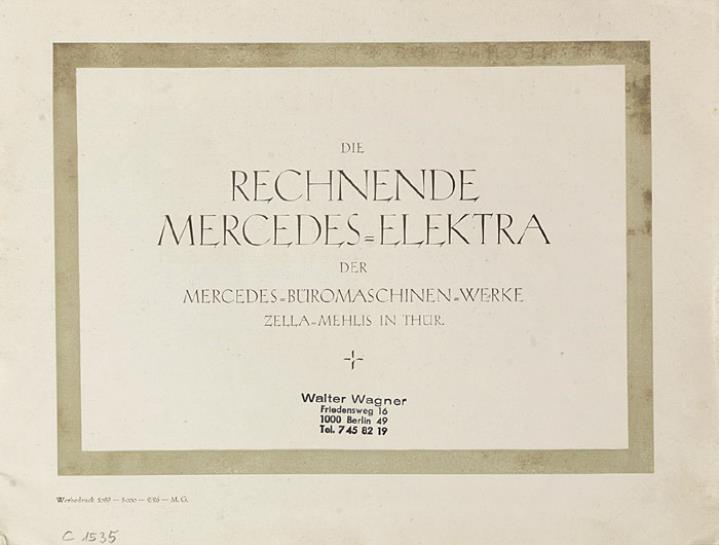 DIE
RECHNENDE
MERCEDES=ELEKTRA
DER
MERCEDES=BÜROMASCHINEN=WERKE
ZELLA=MEHLIS IN THÜR.
Walter Wagner
Friedensweg 16
1000 Berlin 49
Tel. 745 82 19
Werbedruck — M. G.
C 1535